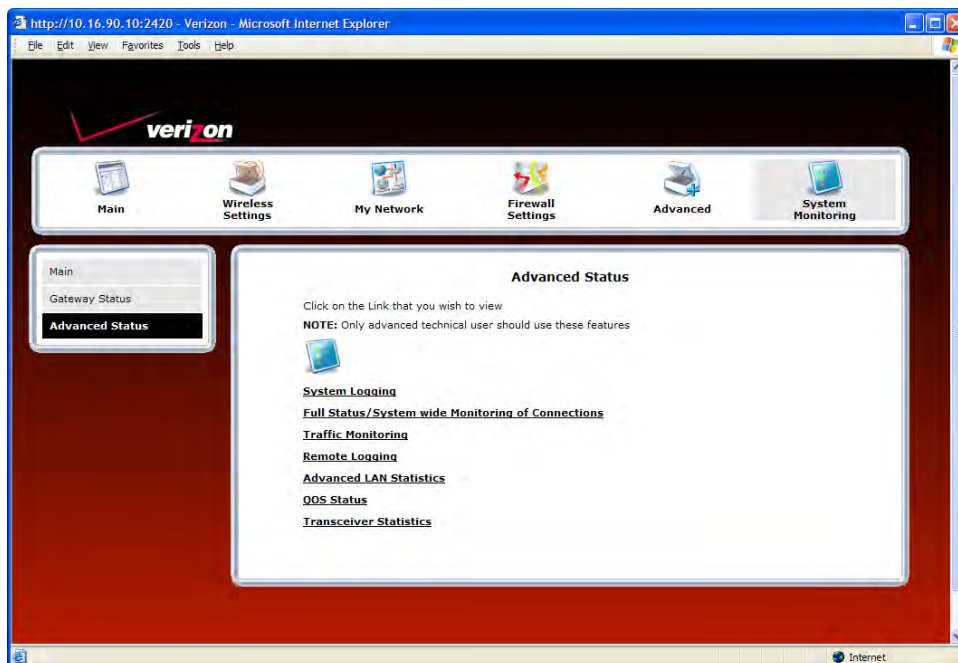 http://10.16.90.10:2420 - Verizon - Microsoft Internet Explorer
File Edit View Favorites Tools Help
verizon
Main
Wireless Settings
My Network
Firewall Settings
Advanced
System Monitoring
Main
Gateway Status
Advanced Status
Advanced Status
Click on the Link that you wish to view
NOTE: Only advanced technical user should use these features
System Logging
Full Status/System wide Monitoring of Connections
Traffic Monitoring
Remote Logging
Advanced LAN Statistics
QOS Status
Transceiver Statistics
Internet